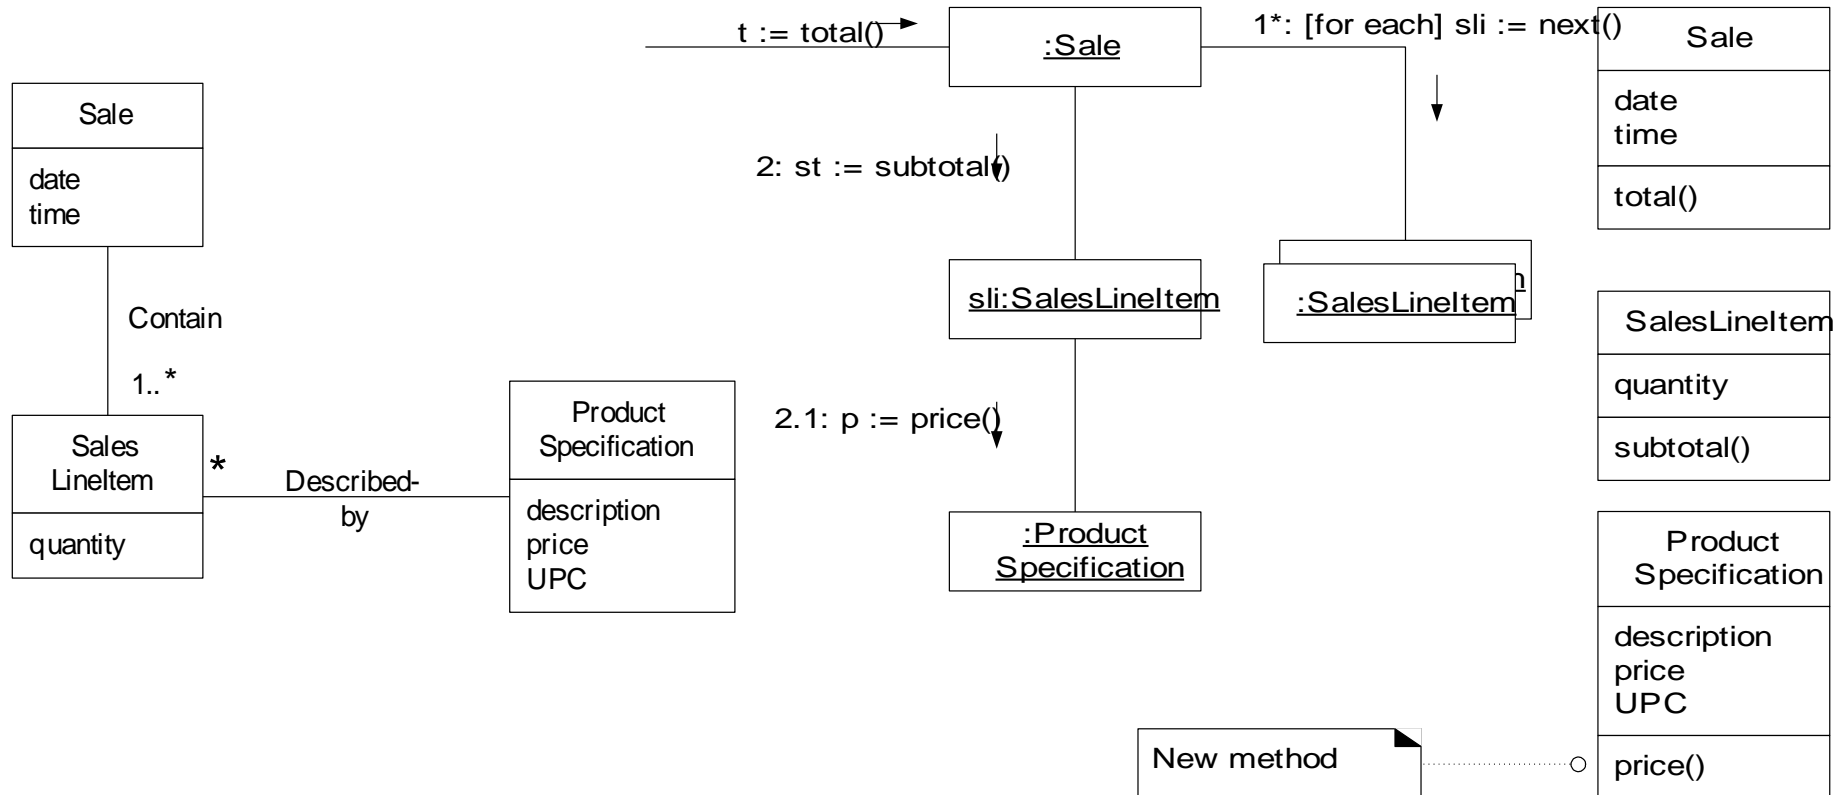 Sale
date
time
Contain
1..*
Sales
LineItem
quantity
*
Described-
by
Product
Specification
description
price
UPC
t := total()
:Sale
1*: [for each] sli := next()
2: st := subtotal()
sli:SalesLineItem
:SalesLineItem
2.1: p := price()
:Product
Specification
Sale
date
time
total()
SalesLineItem
quantity
subtotal()
Product
Specification
description
price
UPC
price()
New method